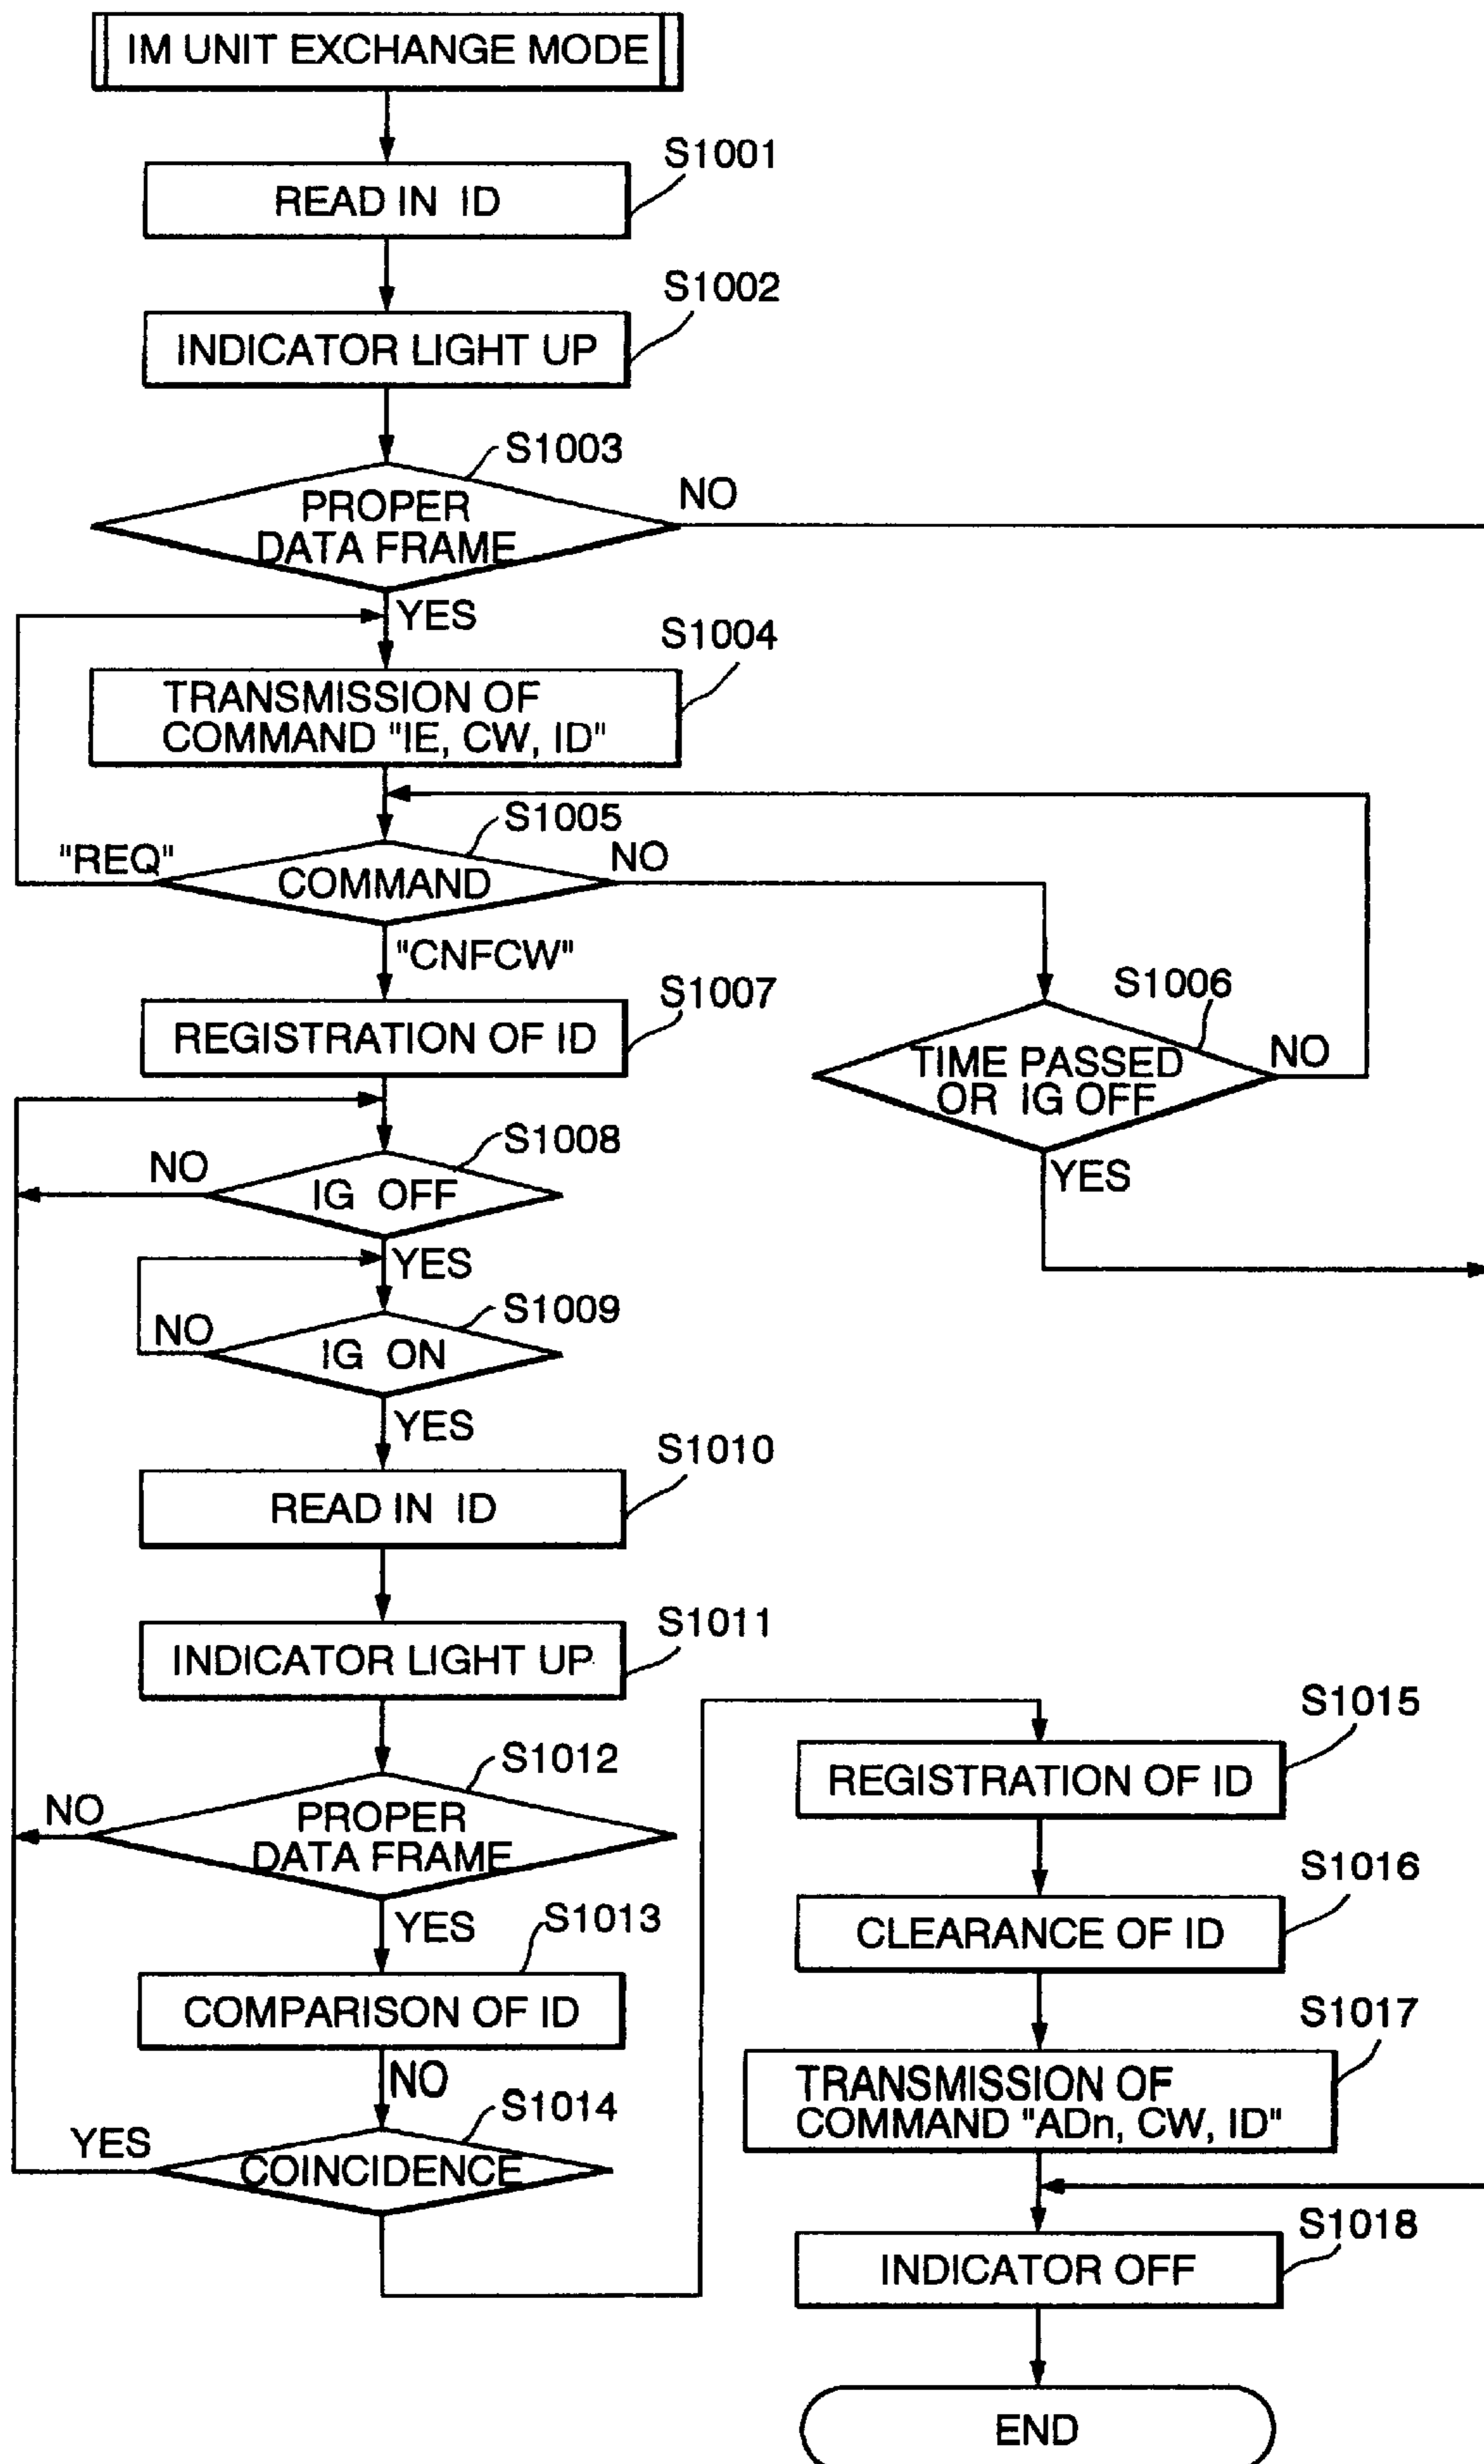 IM UNIT EXCHANGE MODE
S1001
READ IN ID
S1002
INDICATOR LIGHT UP
S1003
PROPER
DATA FRAME
NO
YES
S1004
TRANSMISSION OF
COMMAND "IE, CW, ID"
S1005
"REQ"
COMMAND
NO
"CNFCW"
S1006
TIME PASSED
OR IG OFF
NO
YES
S1007
REGISTRATION OF ID
S1008
NO
IG OFF
YES
S1009
NO
IG ON
YES
S1010
READ IN ID
S1011
INDICATOR LIGHT UP
S1012
NO
PROPER
DATA FRAME
YES
S1013
COMPARISON OF ID
NO
S1014
YES
COINCIDENCE
S1015
REGISTRATION OF ID
S1016
CLEARANCE OF ID
S1017
TRANSMISSION OF
COMMAND "ADn, CW, ID"
S1018
INDICATOR OFF
END